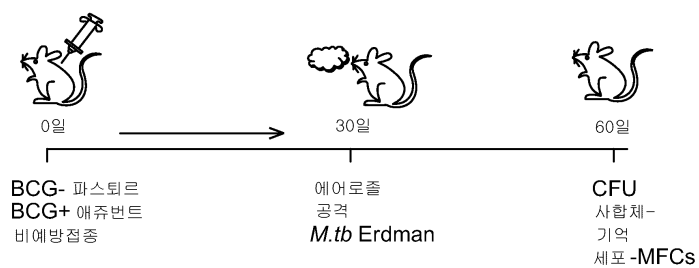 0일
30일
60일
BCG- 파스퇴르
BCG+ 애쥬번트
비예방접종
에어로졸
공격
M.tb Erdman
CFU
사합체-
기억
세포 -MFCs